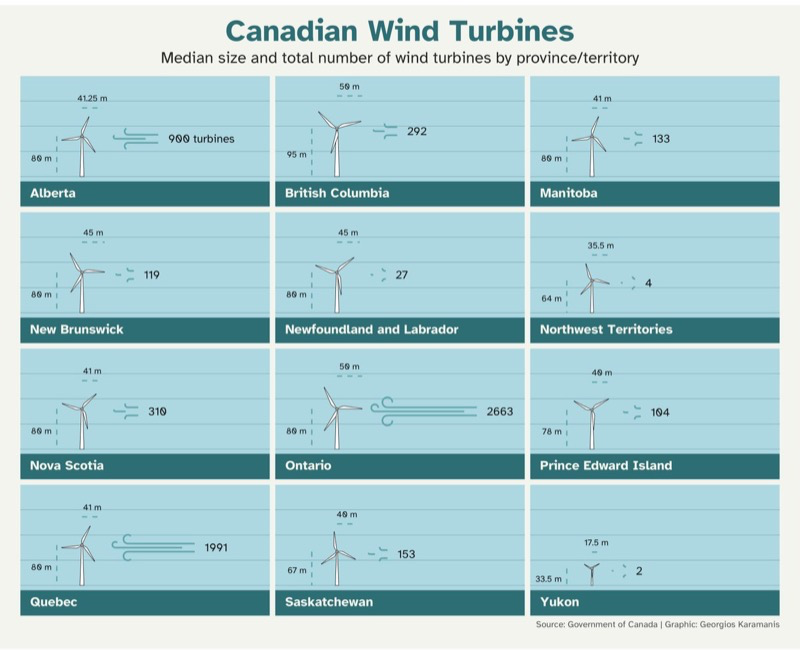 Canadian Wind Turbines
Median size and total number of wind turbines by province/territory
41.25 m
900 turbines
80 m
Alberta
50 m
292
95 m
British Columbia
41 m
133
80 m
Manitoba
45 m
119
80 m
New Brunswick
45 m
27
80 m
Newfoundland and Labrador
35.5 m
4
64 m
Northwest Territories
41 m
310
80 m
Nova Scotia
50 m
2663
80 m
Ontario
40 m
104
78 m
Prince Edward Island
41 m
1991
80 m
Quebec
40 m
153
67 m
Saskatchewan
17.5 m
2
33.5 m
Yukon
Source: Government of Canada | Graphic: Georgios Karamanis